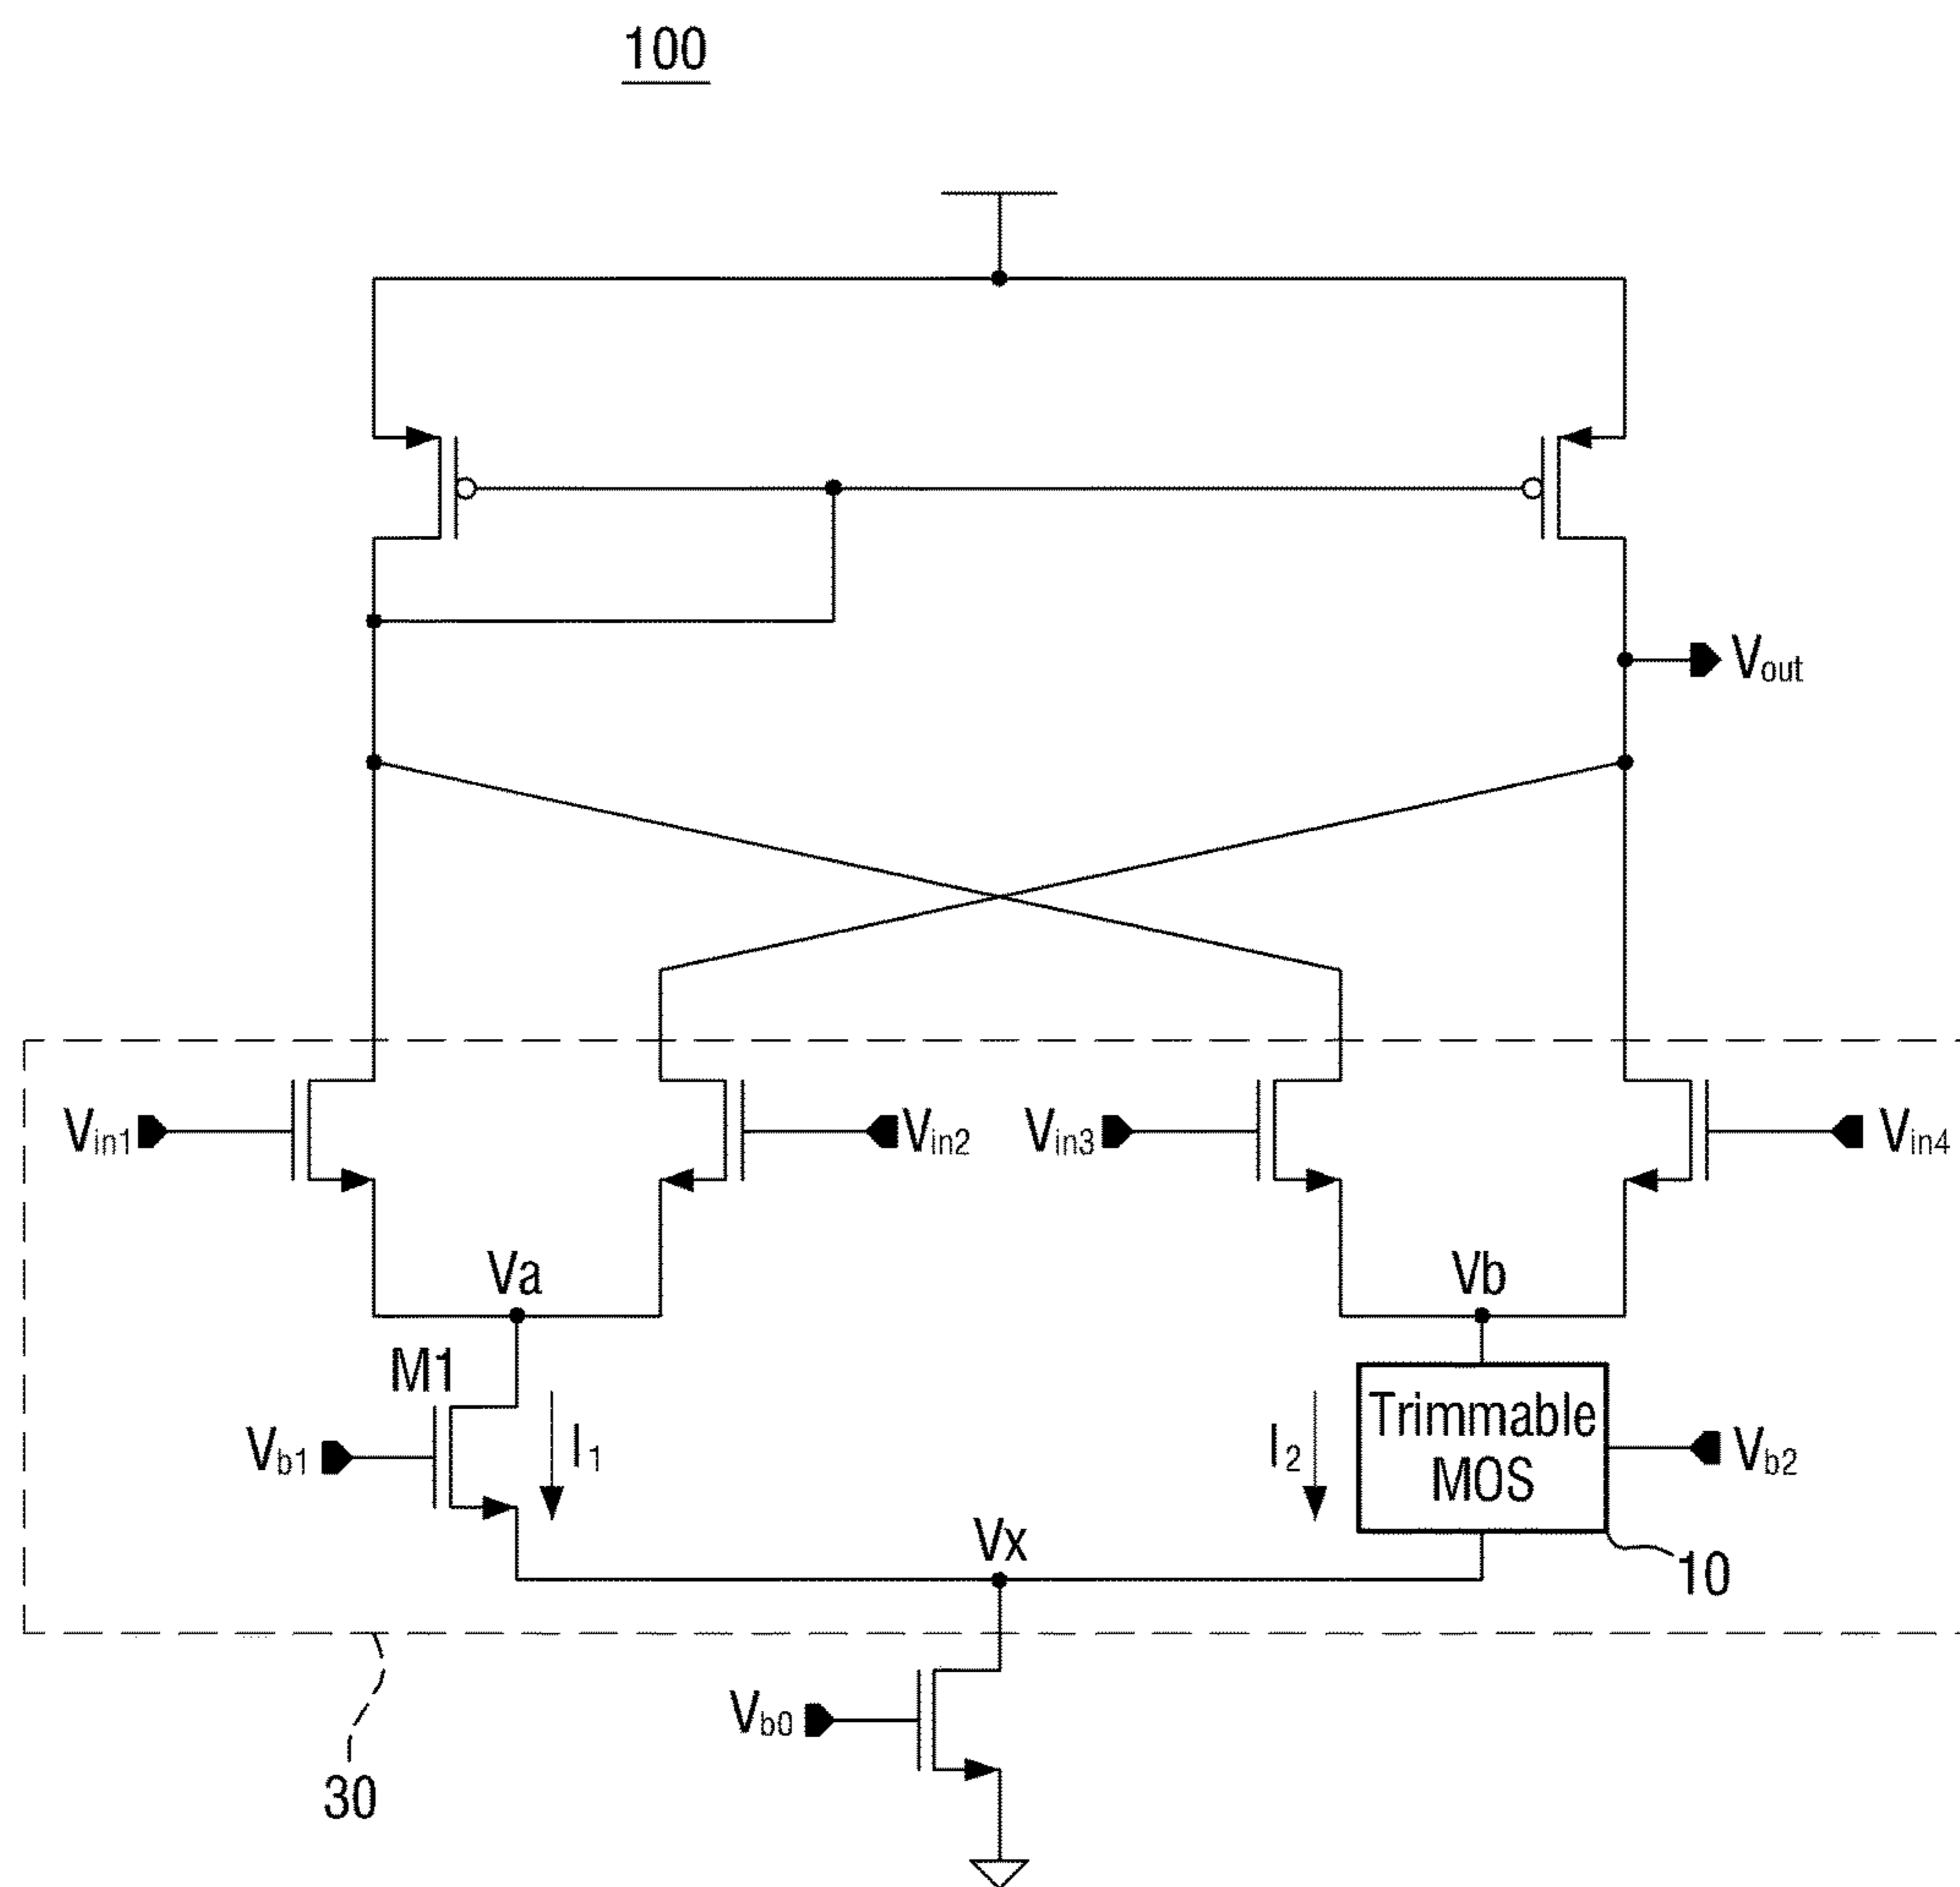 100
Vout
Vin1
Vin2
Vin3
Vin4
Va
Vb
M1
Trimmable
MOS
Vb1
I1
I2
Vb2
Vx
10
Vb0
30